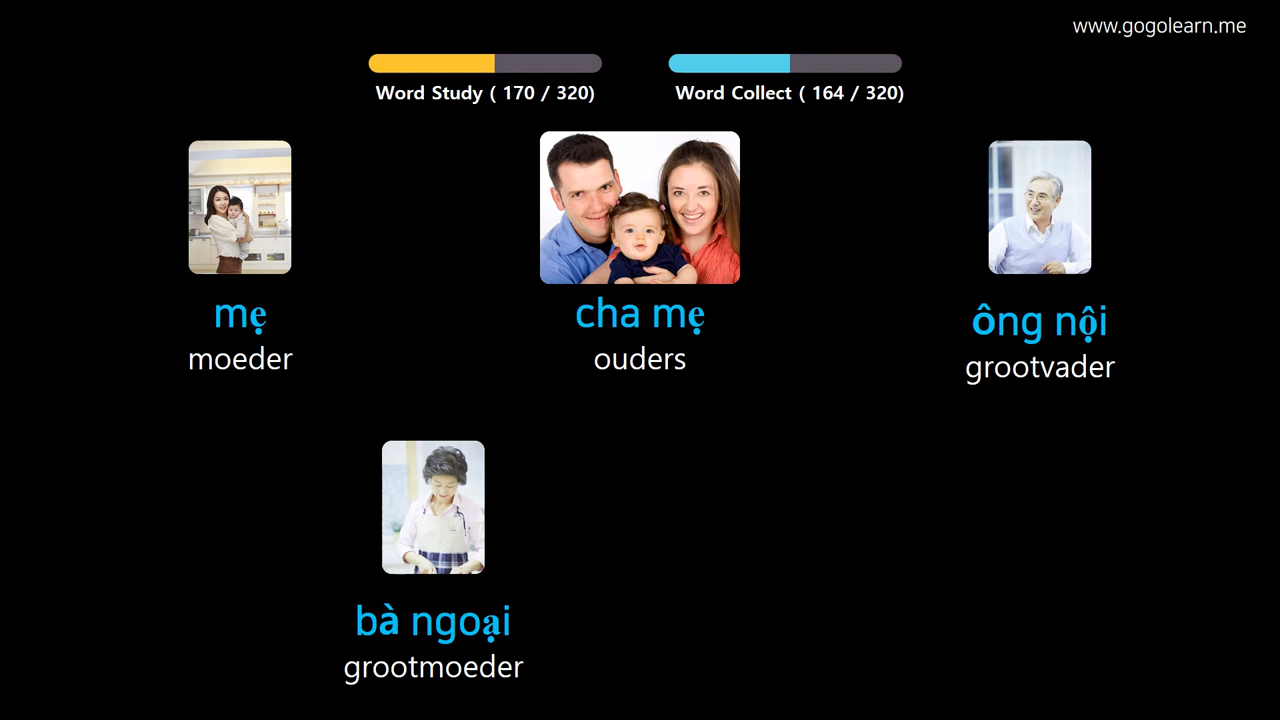 www.gogolearn.me
Word Study ( 170 / 320)
Word Collect ( 164 / 320)
mẹ
moeder
cha mẹ
ouders
ông nội
grootvader
bà ngoại
grootmoeder